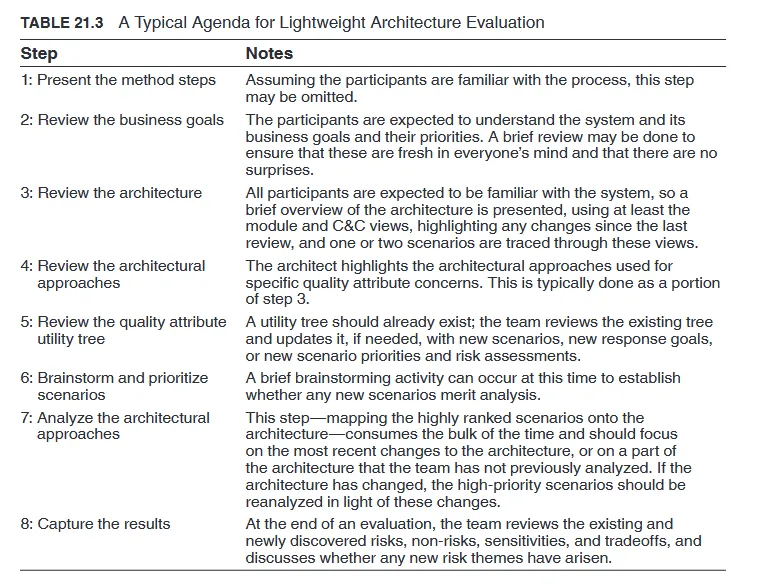 TABLE 21.3 A Typical Agenda for Lightweight Architecture Evaluation
Step Notes
1: Present the method steps Assuming the participants are familiar with the process, this step
may be omitted.
2: Review the business goals The participants are expected to understand the system and its
business goals and their priorities. A brief review may be done to
ensure that these are fresh in everyone’s mind and that there are no
surprises.
3: Review the architecture All participants are expected to be familiar with the system, so a
brief overview of the architecture is presented, using at least the
module and C&C views, highlighting any changes since the last
review, and one or two scenarios are traced through these views.
4: Review the architectural The architect highlights the architectural approaches used for
approaches specific quality attribute concerns. This is typically done as a portion
of step 3.
5: Review the quality attribute A utility tree should already exist; the team reviews the existing tree
utility tree and updates it, if needed, with new scenarios, new response goals,
or new scenario priorities and risk assessments.
6: Brainstorm and prioritize A brief brainstorming activity can occur at this time to establish
scenarios whether any new scenarios merit analysis.
7: Analyze the architectural This step—mapping the highly ranked scenarios onto the
approaches architecture—consumes the bulk of the time and should focus
on the most recent changes to the architecture, or on a part of
the architecture that the team has not previously analyzed. If the
architecture has changed, the high-priority scenarios should be
reanalyzed in light of these changes.
8: Capture the results At the end of an evaluation, the team reviews the existing and
newly discovered risks, non-risks, sensitivities, and tradeoffs, and
discusses whether any new risk themes have arisen.